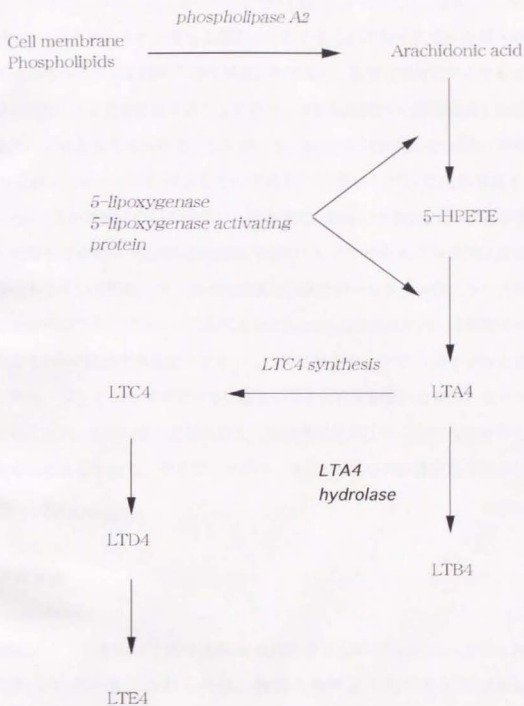 phospholipase A2
Cell membrane
Phospholipids
Arachidonic acid
5-lipoxygenase
5-lipoxygenase activating
protein
5-HPETE
LTC4 synthesis
LTC4
LTA4
LTA4
hydrolase
LTD4
LTB4
LTE4